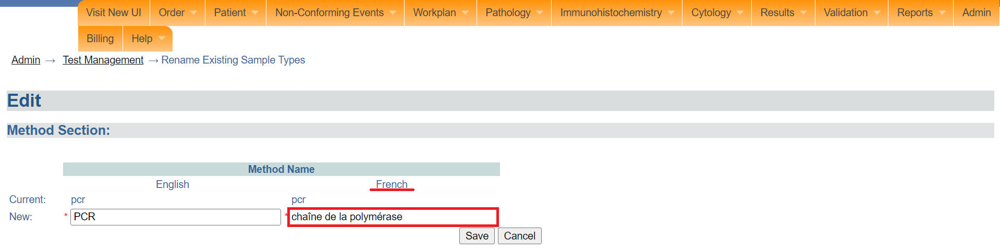 Visit New UI Order Patient Non-Conforming Events Workplan Pathology Immunohistochemistry Cytology Results Validation Reports Admin
Billing Help
Admin → Test Management → Rename Existing Sample Types
Edit
Method Section:
Method Name
English French
Current: pcr pcr
New: * PCR * chaîne de la polymérase
Save Cancel